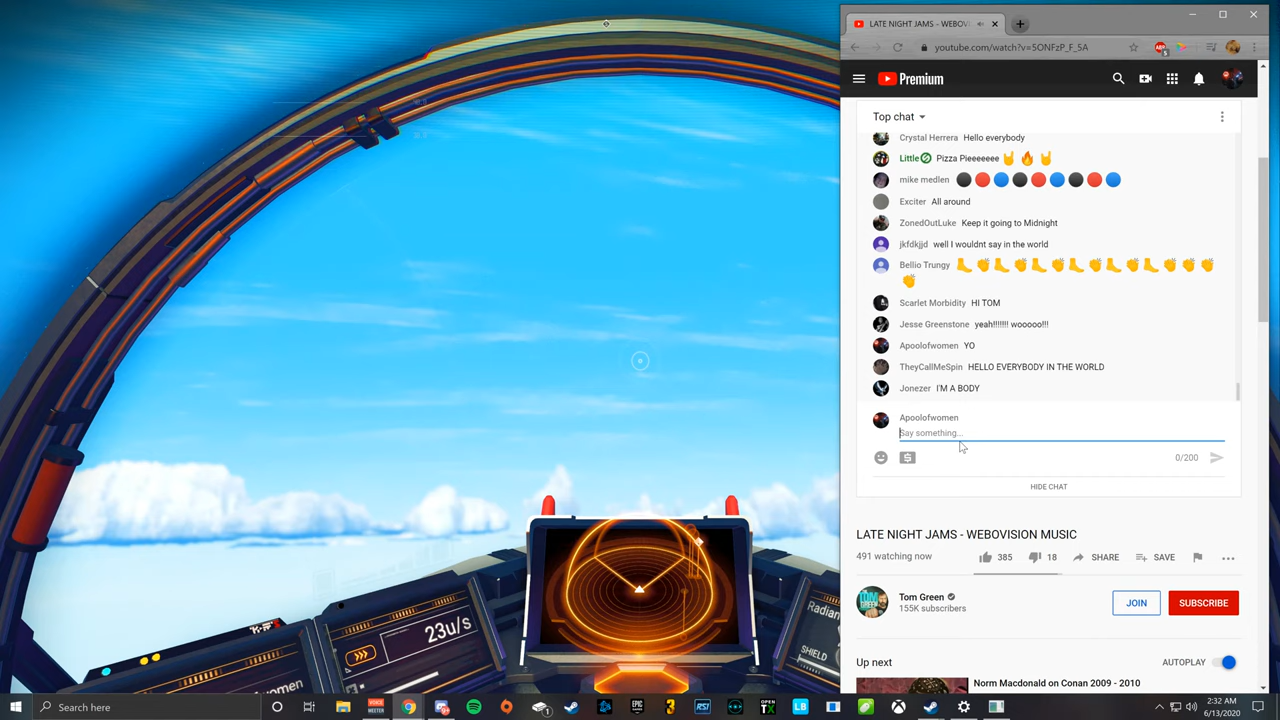 LATE NIGHT JAMS – WEBOVI
youtube.com/watch?v=5ONFzP_F_5A
Premium
Top chat
Crystal Herrera Hello everybody
Little Pizza Pieeeeeee
mike medlen
Exciter All around
ZonedOutLuke Keep it going to Midnight
jkfdkjjd well I wouldnt say in the world
Bellio Trungy
Scarlet Morbidity HI TOM
Jesse Greenstone yeah!!!!!!! wooooo!!!
Apoolofwomen YO
TheyCallMeSpin HELLO EVERYBODY IN THE WORLD
Jonezer I'M A BODY
Apoolofwomen
Say something...
0/200
HIDE CHAT
LATE NIGHT JAMS - WEBOVISION MUSIC
491 watching now
385
18
SHARE
SAVE
Tom Green
155K subscribers
JOIN
SUBSCRIBE
Up next
AUTOPLAY
Norm Macdonald on Conan 2009 - 2010
23u/s
Radian
SHIELD
omen
Search here
2:32 AM
6/13/2020